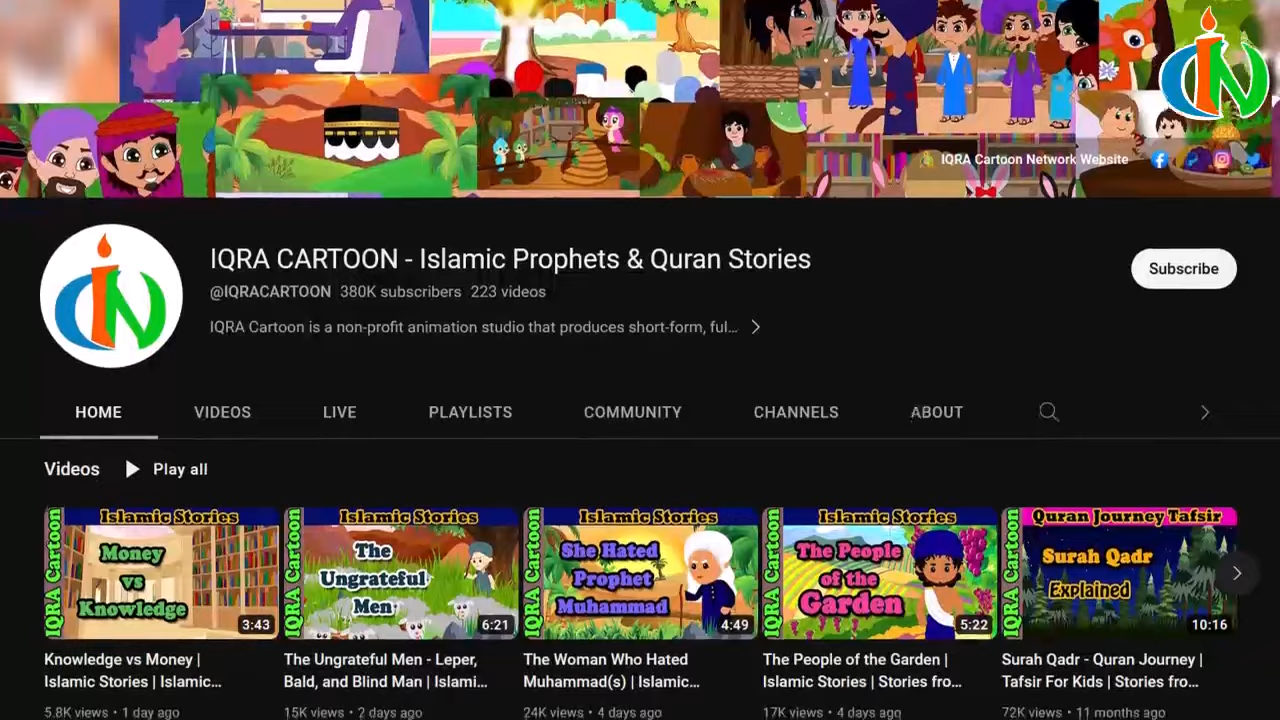 IQRA Cartoon Network Website
IQRA CARTOON - Islamic Prophets & Quran Stories
@IQRACARTOON 380K subscribers 223 videos
IQRA Cartoon is a non-profit animation studio that produces short-form, ful...
Subscribe
HOME VIDEOS LIVE PLAYLISTS COMMUNITY CHANNELS ABOUT
Videos Play all
IQRA Cartoon
Islamic Stories
Money
vs
Knowledge
3:43
IQRA Cartoon
Islamic Stories
The
Ungrateful
Men
6:21
IQRA Cartoon
Islamic Stories
She Hated
Prophet
Muhammad
4:49
IQRA Cartoon
Islamic Stories
The People
of the
Garden
5:22
IQRA Cartoon
Quran Journey Tafsir
Surah Qadr
Explained
10:16
Knowledge vs Money |
Islamic Stories | Islamic...
5.8K views • 1 day ago
The Ungrateful Men - Leper,
Bald, and Blind Man | Islami...
15K views • 2 days ago
The Woman Who Hated
Muhammad(s) | Islamic...
24K views • 4 days ago
The People of the Garden |
Islamic Stories | Stories fro...
17K views • 4 days ago
Surah Qadr - Quran Journey |
Tafsir For Kids | Stories fro...
72K views • 11 months ago